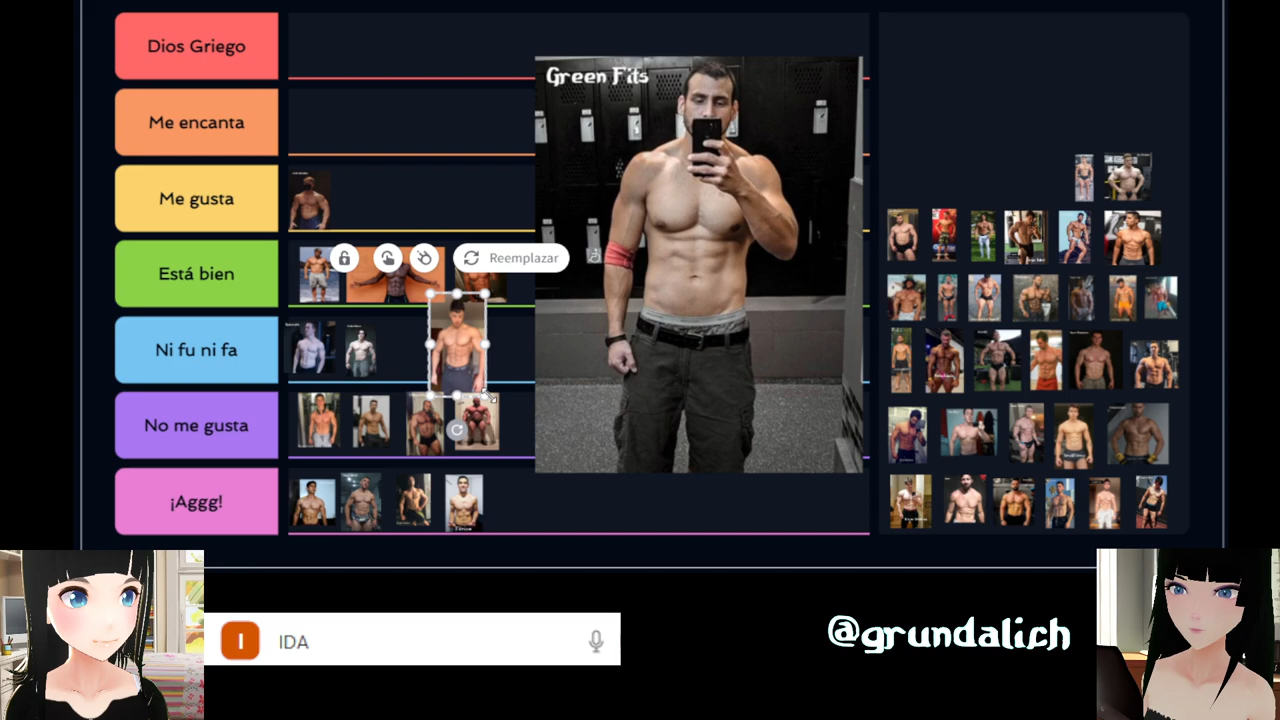 Dios Griego
Green Fits
Me encanta
Me gusta
Está bien
Reemplazar
Ni fu ni fa
No me gusta
¡Aggg!
I
IDA
@grundalich